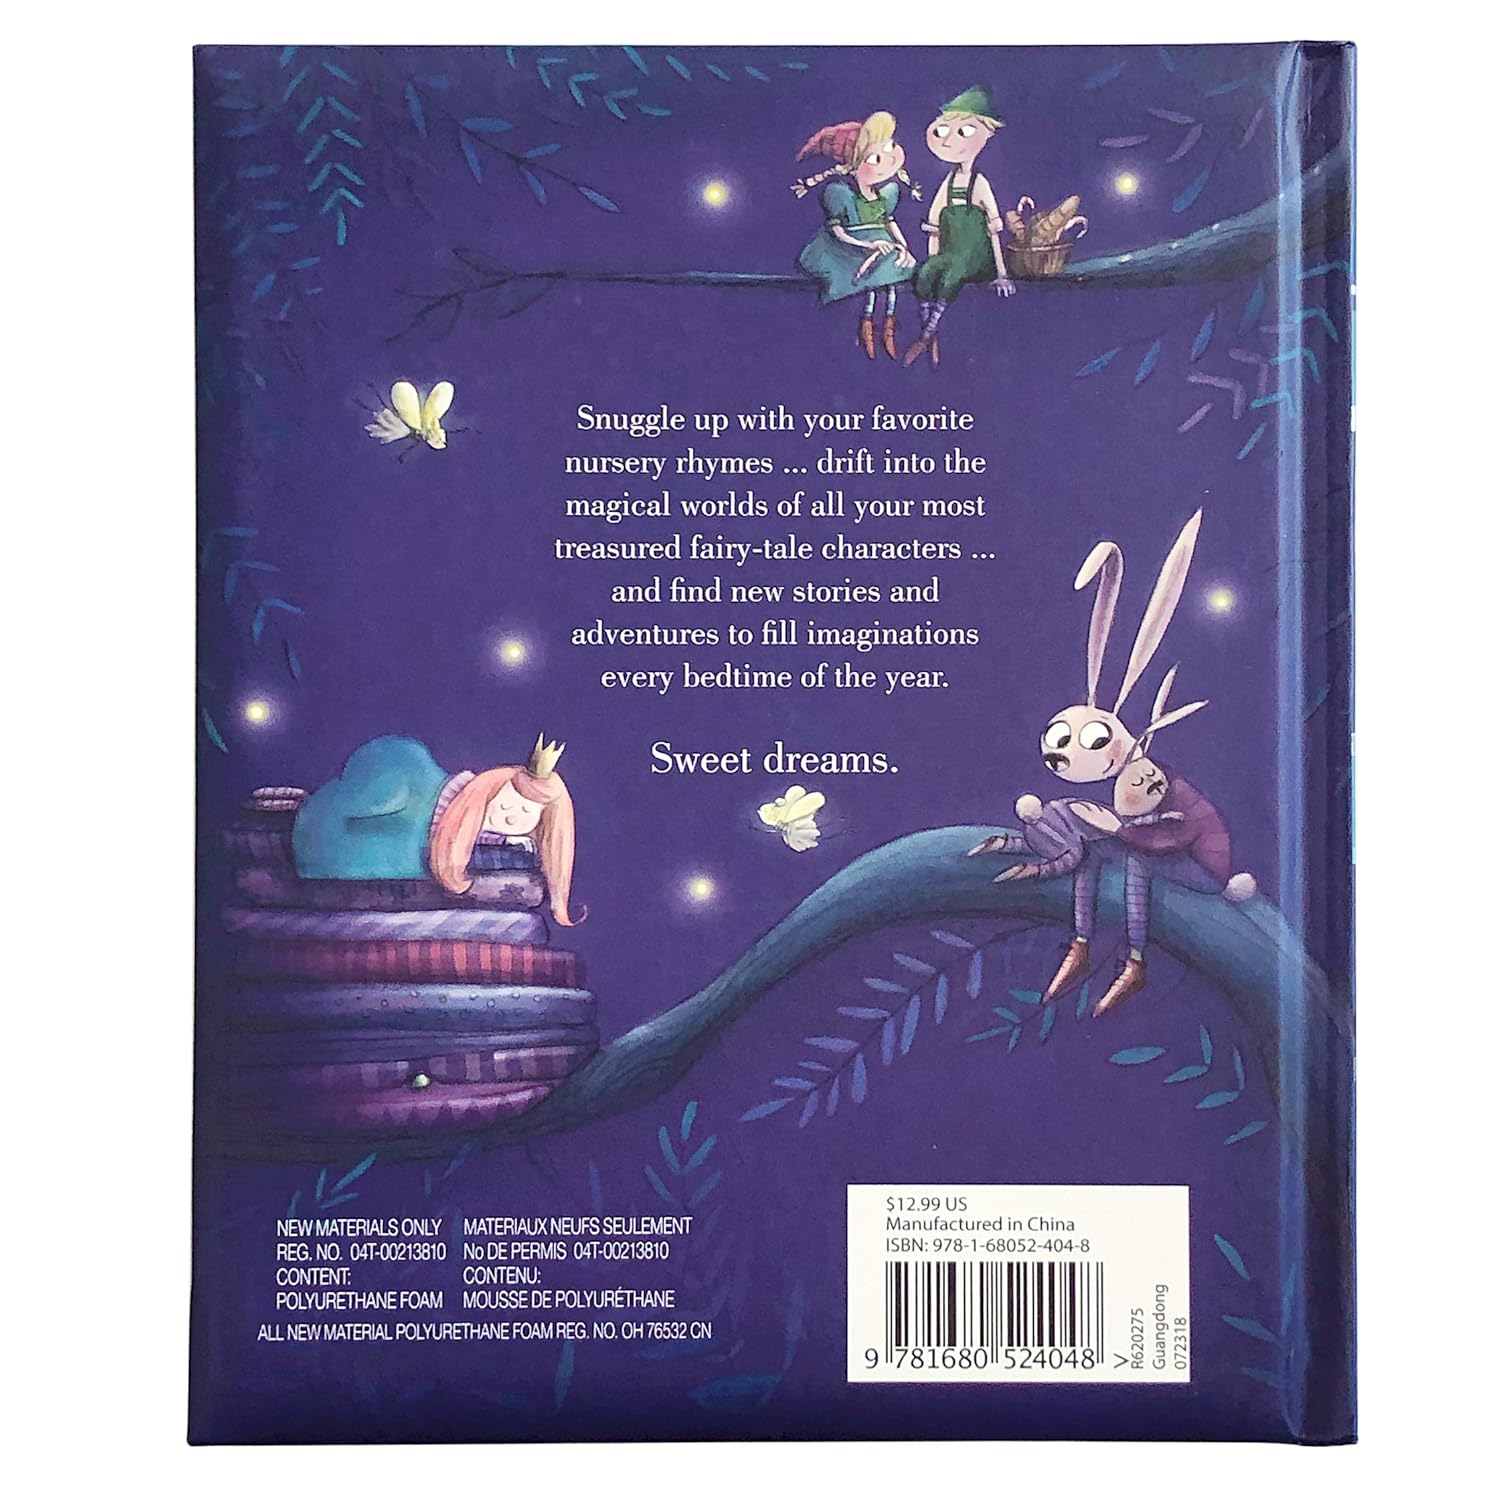 Snuggle up with your favorite
nursery rhymes ... drift into the
magical worlds of all your most
treasured fairy-tale characters ...
and find new stories and
adventures to fill imaginations
every bedtime of the year.
Sweet dreams.
NEW MATERIALS ONLY
REG. NO. 04T-00213810
CONTENT:
POLYURETHANE FOAM
MATERIAUX NEUFS SEULEMENT
No DE PERMIS 04T-00213810
CONTENU:
MOUSSE DE POLYURÉTHANE
ALL NEW MATERIAL POLYURETHANE FOAM REG. NO. OH 76532 CN
$12.99 US
Manufactured in China
ISBN: 978-1-68052-404-8
9 781680 524048 >
R620275
Guangdong
072318